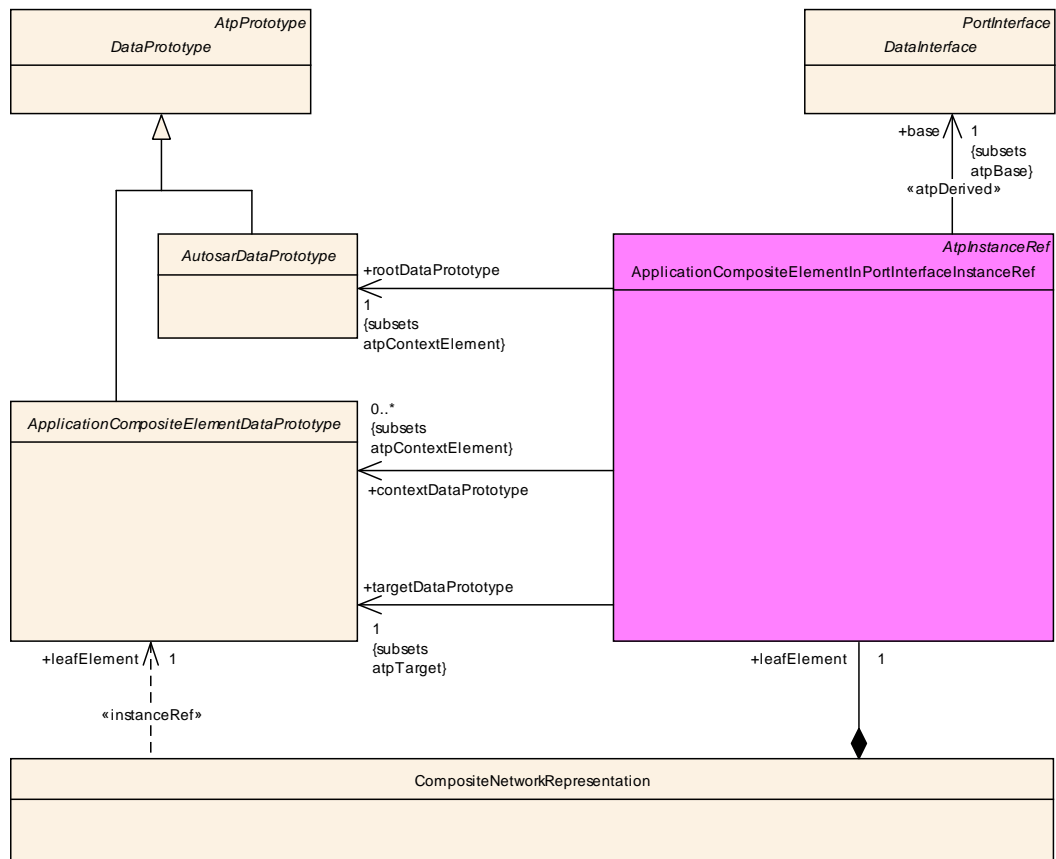 AtpPrototype
DataPrototype
PortInterface
DataInterface
+base
1
{subsets
atpBase}
«atpDerived»
AutosarDataPrototype
+rootDataPrototype
1
{subsets
atpContextElement}
AtpInstanceRef
ApplicationCompositeElementInPortInterfaceInstanceRef
ApplicationCompositeElementDataPrototype
0..*
{subsets
atpContextElement}
+contextDataPrototype
+targetDataPrototype
1
{subsets
atpTarget}
+leafElement
1
«instanceRef»
+leafElement
1
CompositeNetworkRepresentation